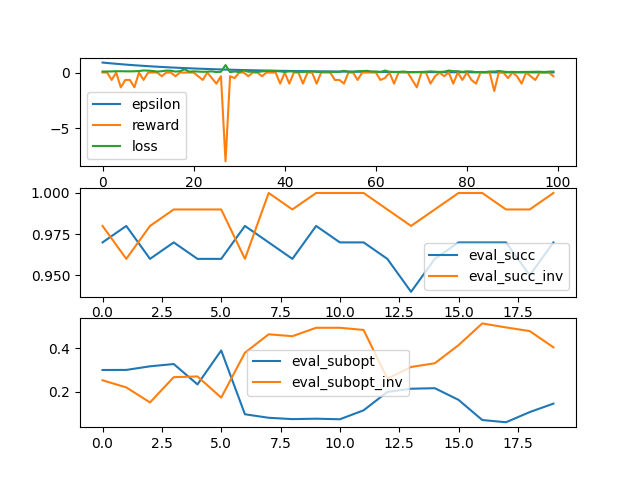 0
−5
epsilon
reward
loss
0 20 40 60 80 100
1.000
0.975
0.950
eval_succ
eval_succ_inv
0.0 2.5 5.0 7.5 10.0 12.5 15.0 17.5
0.4
0.2
eval_subopt
eval_subopt_inv
0.0 2.5 5.0 7.5 10.0 12.5 15.0 17.5